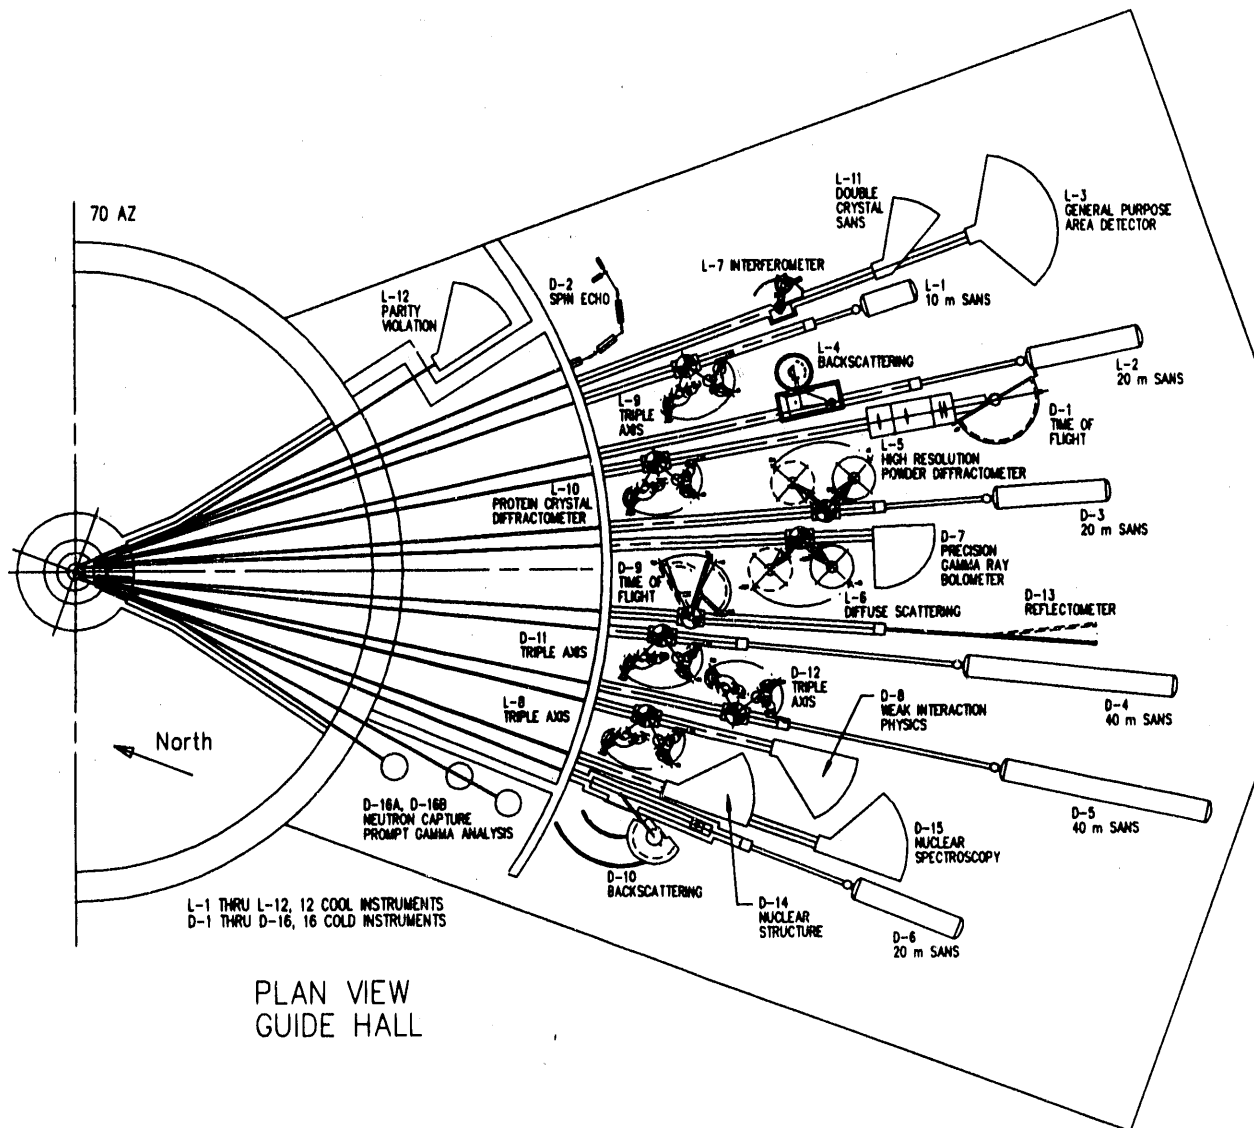 70 AZ
L-12
PARITY
VIOLATION
D-2
SPIN ECHO
L-7 INTERFEROMETER
L-11
DOUBLE
CRYSTAL
SANS
L-3
GENERAL PURPOSE
AREA DETECTOR
L-1
10 m SANS
L-4
BACKSCATTERING
L-2
20 m SANS
L-9
TRIPLE
AXIS
D-1
TIME OF
FLIGHT
L-5
HIGH RESOLUTION
POWDER DIFFRACTOMETER
L-10
PROTEIN CRYSTAL
DIFFRACTOMETER
D-3
20 m SANS
D-7
PRECISION
GAMMA RAY
BOLOMETER
D-9
TIME OF
FLIGHT
L-6
DIFFUSE SCATTERING
D-13
REFLECTOMETER
D-11
TRIPLE AXIS
D-12
TRIPLE
AXIS
D-8
WEAK INTERACTION
PHYSICS
D-4
40 m SANS
L-8
TRIPLE AXIS
North
D-16A, D-16B
NEUTRON CAPTURE
PROMPT GAMMA ANALYSIS
D-5
40 m SANS
D-15
NUCLEAR
SPECTROSCOPY
D-10
BACKSCATTERING
D-14
NUCLEAR
STRUCTURE
D-6
20 m SANS
L-1 THRU L-12, 12 COOL INSTRUMENTS
D-1 THRU D-16, 16 COLD INSTRUMENTS
PLAN VIEW
GUIDE HALL